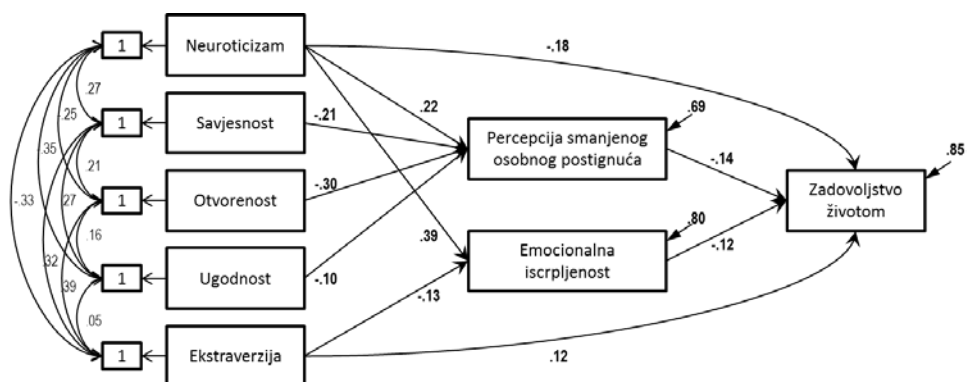 1
Neuroticizam
-.18
.27
.22
.69
1
Savjesnost
-.21
Percepcija smanjenog
osobnog postignuća
.25
.85
.35
.21
-.14
1
Otvorenost
-.30
Zadovoljstvo
životom
-.33
.27
.39
.80
.16
Emocionalna
iscrpljenost
-.12
.32
1
Ugodnost
-.10
.39
-.13
.05
1
Ekstraverzija
.12